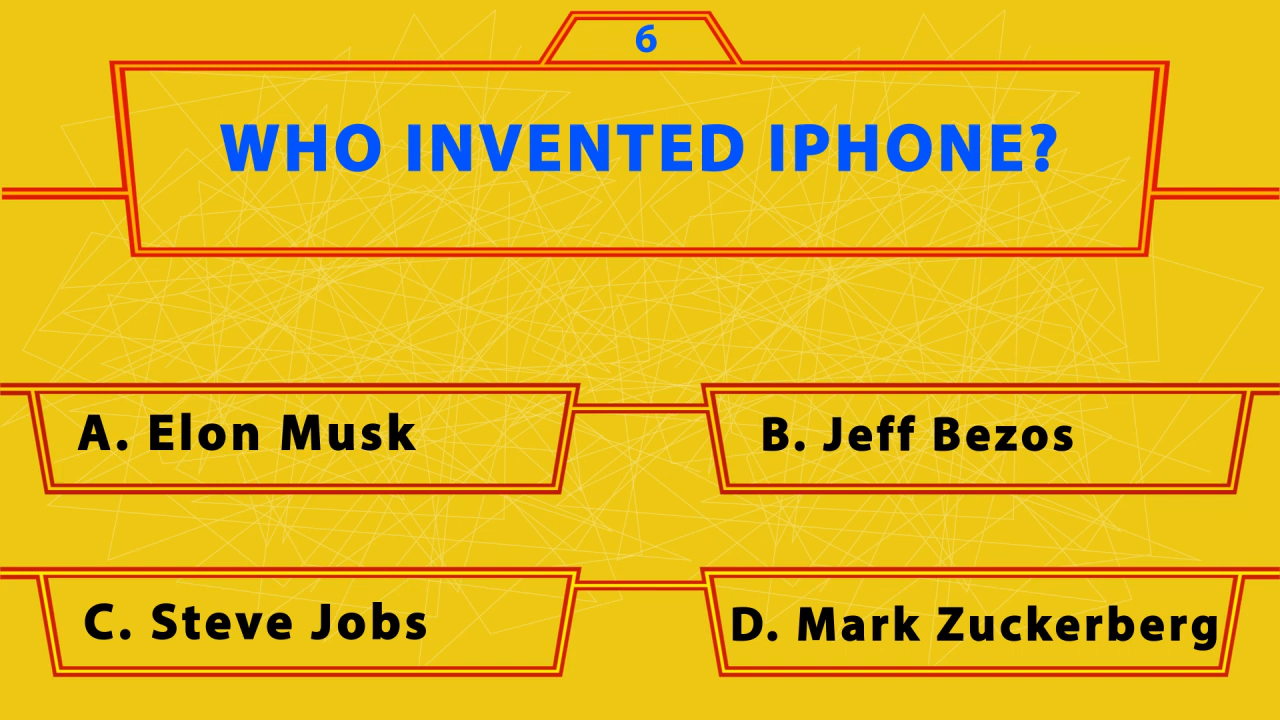 6
WHO INVENTED IPHONE?
A. Elon Musk
B. Jeff Bezos
C. Steve Jobs
D. Mark Zuckerberg